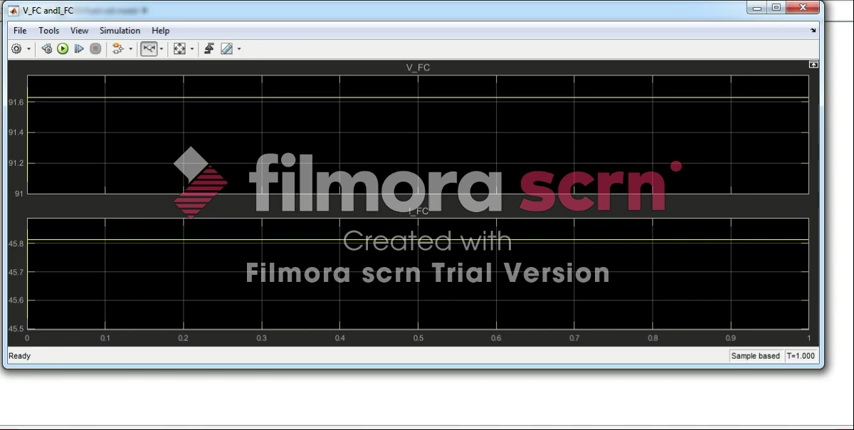 V_FC andI_FC
File Tools View Simulation Help
V_FC
91.6
91.4
91.2
91
filmora scrn
I_FC
Created with
Filmora scrn Trial Version
45.8
45.7
45.6
45.5
0 0.1 0.2 0.3 0.4 0.5 0.6 0.7 0.8 0.9 1
Ready Sample based T=1.000